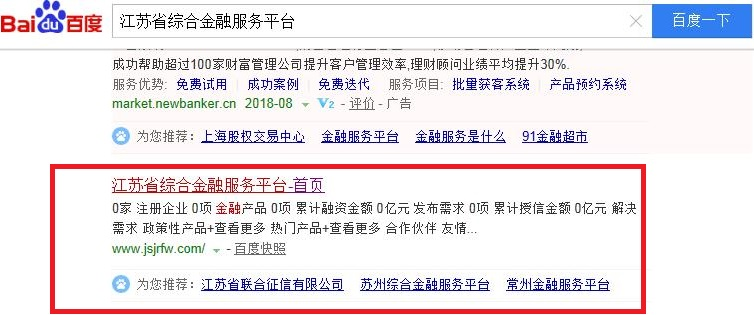 Bai du 百度 江苏省综合金融服务平台 百度一下
成功帮助超过100家财富管理公司提升客户管理效率,理财顾问业绩平均提升30%.
服务优势: 免费试用 | 成功案例 | 免费迭代 服务项目: 批量获客系统 | 产品预约系统
market.newbanker.cn 2018-08 V2 - 评价 - 广告
为您推荐: 上海股权交易中心 金融服务平台 金融服务是什么 91金融超市
江苏省综合金融服务平台-首页
0家 注册企业 0项 金融产品 0项 累计融资金额 0亿元 发布需求 0项 累计授信金额 0亿元 解决
需求 政策性产品+查看更多 热门产品+查看更多 合作伙伴 友情...
www.jsjrfw.com/ - 百度快照
为您推荐: 江苏省联合征信有限公司 苏州综合金融服务平台 常州金融服务平台